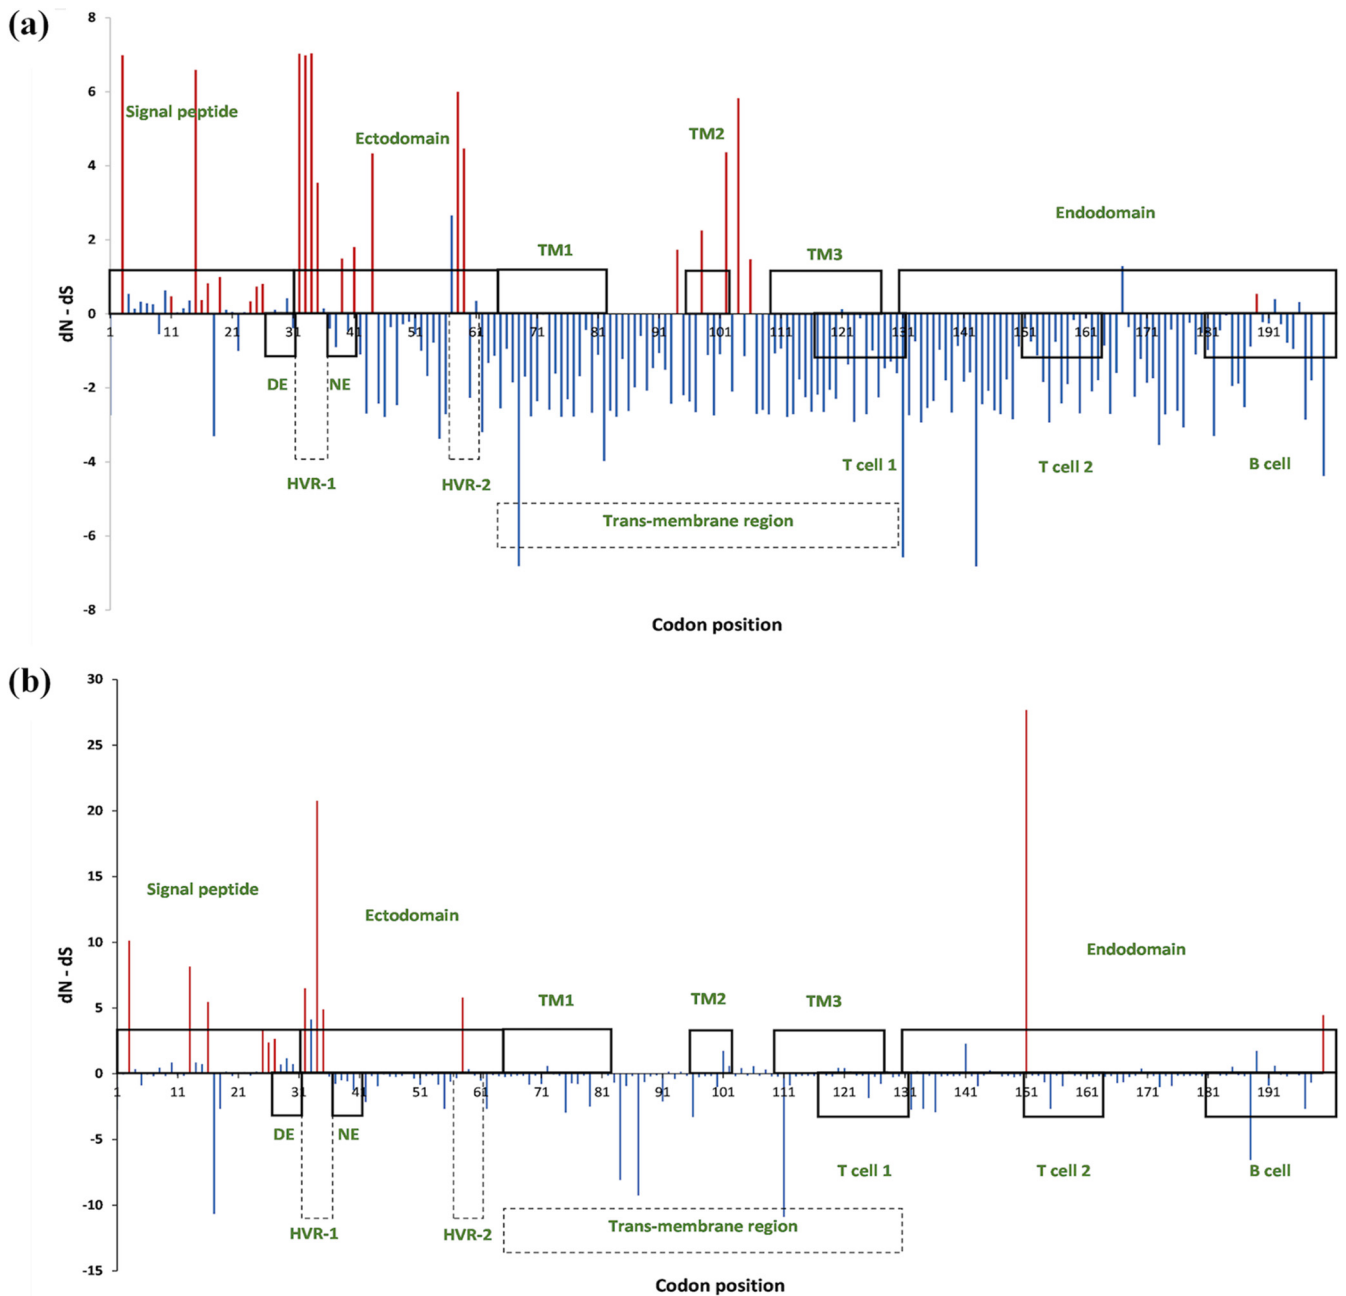 (a)
8
6
4
2
0
-2
-4
-6
-8
dN - dS
Signal peptide
Ectodomain
TM1
TM2
TM3
Endodomain
1 11 21 31 41 51 61 71 81 91 101 111 121 131 141 151 161 171 181 191
DE
NE
HVR-1
HVR-2
T cell 1
T cell 2
B cell
Trans-membrane region
Codon position
(b)
30
25
20
15
10
5
0
-5
-10
-15
dN - dS
Signal peptide
Ectodomain
TM1
TM2
TM3
Endodomain
1 11 21 31 41 51 61 71 81 91 101 111 121 131 141 151 161 171 181 191
DE
NE
HVR-1
HVR-2
T cell 1
T cell 2
B cell
Trans-membrane region
Codon position